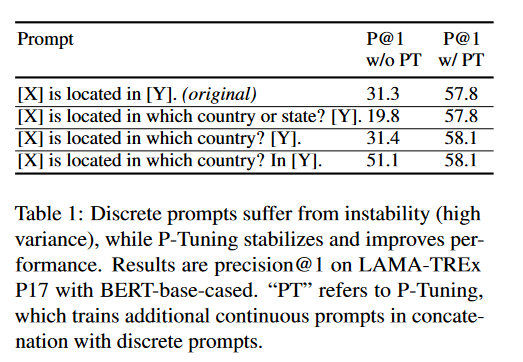 Prompt P@1 P@1
w/o PT w/ PT
[X] is located in [Y]. (original) 31.3 57.8
[X] is located in which country or state? [Y]. 19.8 57.8
[X] is located in which country? [Y]. 31.4 58.1
[X] is located in which country? In [Y]. 51.1 58.1
Table 1: Discrete prompts suffer from instability (high
variance), while P-Tuning stabilizes and improves per-
formance. Results are precision@1 on LAMA-TREx
P17 with BERT-base-cased. “PT” refers to P-Tuning,
which trains additional continuous prompts in concate-
nation with discrete prompts.